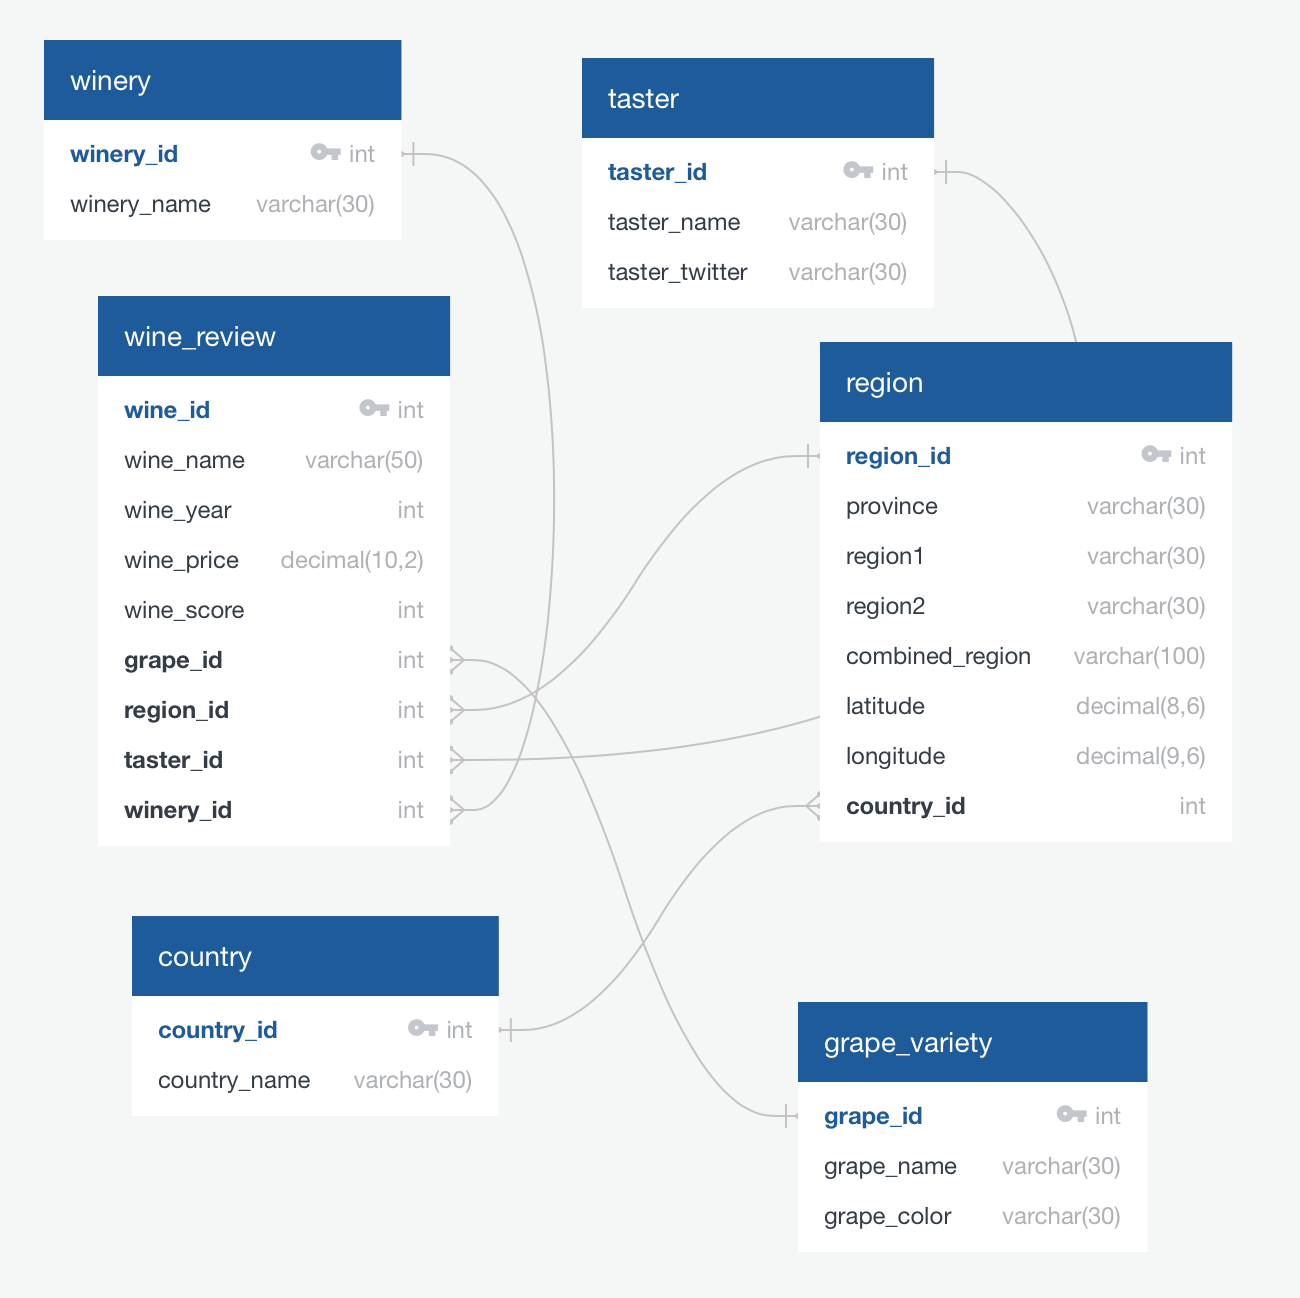 winery
winery_id int
winery_name varchar(30)
taster
taster_id int
taster_name varchar(30)
taster_twitter varchar(30)
wine_review
wine_id int
wine_name varchar(50)
wine_year int
wine_price decimal(10,2)
wine_score int
grape_id int
region_id int
taster_id int
winery_id int
region
region_id int
province varchar(30)
region1 varchar(30)
region2 varchar(30)
combined_region varchar(100)
latitude decimal(8,6)
longitude decimal(9,6)
country_id int
country
country_id int
country_name varchar(30)
grape_variety
grape_id int
grape_name varchar(30)
grape_color varchar(30)